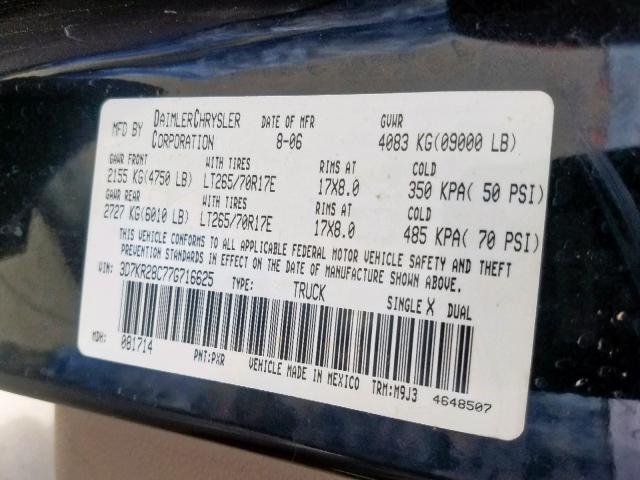 MFD BY DAIMLERCHRYSLER CORPORATION DATE OF MFR 8-06 GVWR 4083 KG(09000 LB)
GAWR FRONT WITH TIRES RIMS AT COLD
2155 KG(4750 LB) LT265/70R17E 17X8.0 350 KPA( 50 PSI)
GAWR REAR WITH TIRES RIMS AT COLD
2727 KG(6010 LB) LT265/70R17E 17X8.0 485 KPA( 70 PSI)
THIS VEHICLE CONFORMS TO ALL APPLICABLE FEDERAL MOTOR VEHICLE SAFETY AND THEFT
PREVENTION STANDARDS IN EFFECT ON THE DATE OF MANUFACTURE SHOWN ABOVE.
VIN: 3D7KR28C77G716625 TYPE: TRUCK SINGLE X DUAL
MDH: 081714 PNT:PXR VEHICLE MADE IN MEXICO TRM:M9J3
4648507